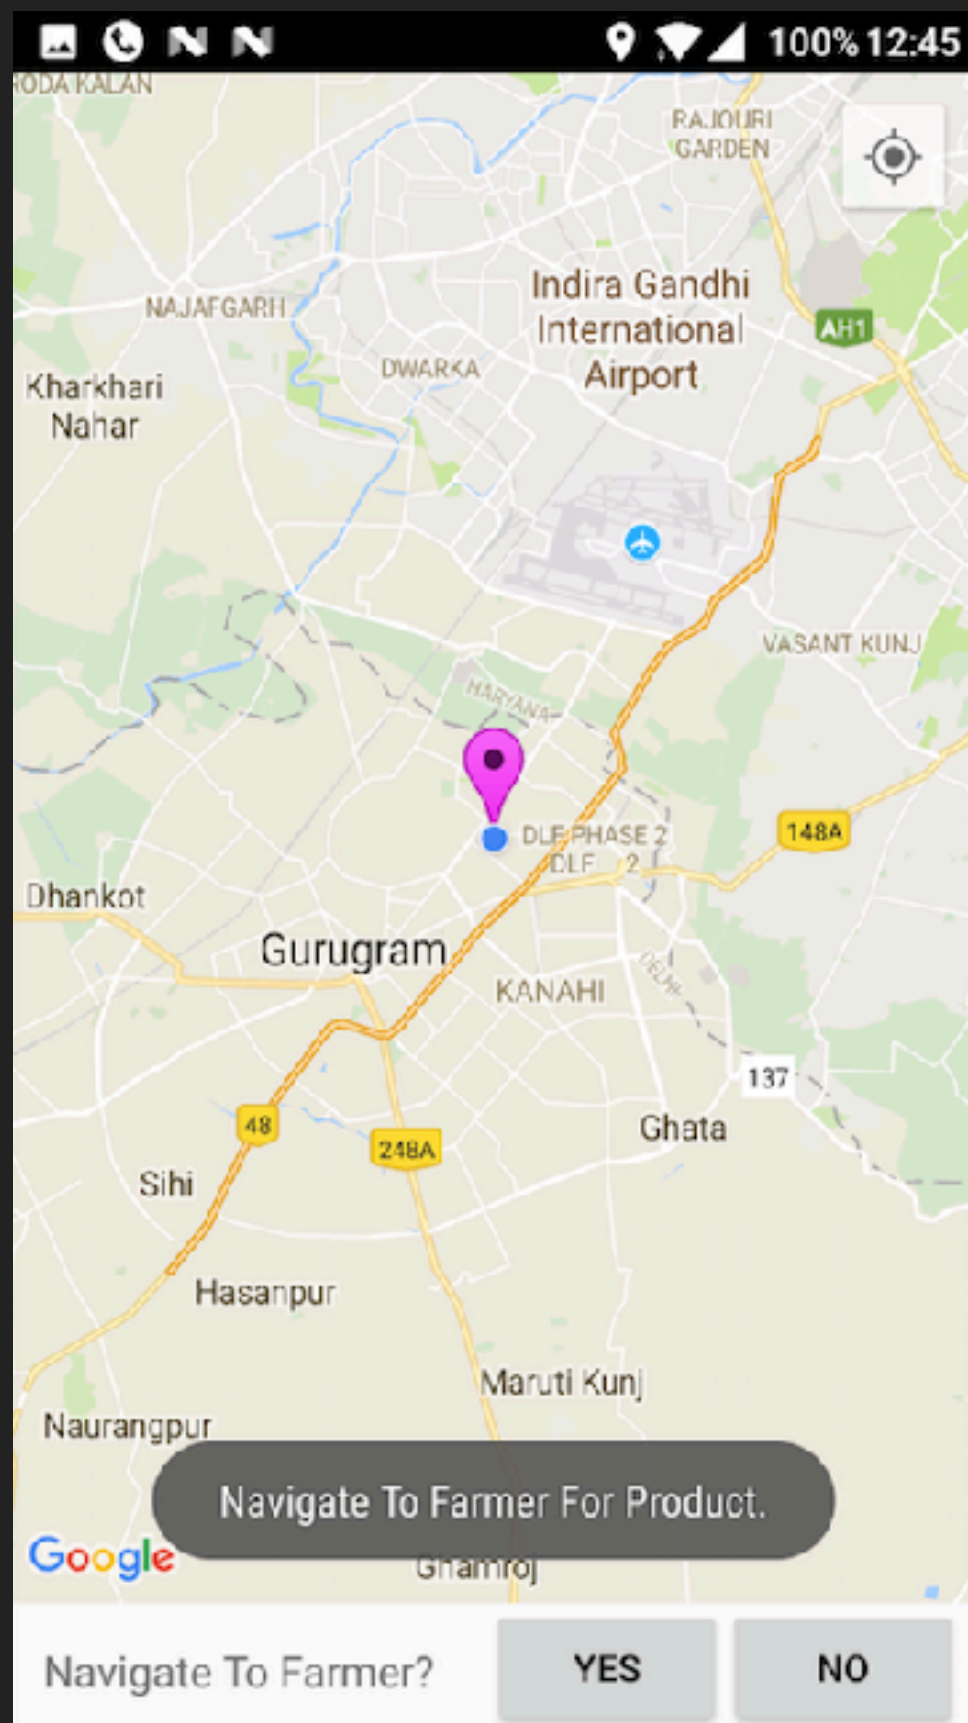 100% 12:45
RODA KALAN
RAJOURI
GARDEN
Indira Gandhi
International
Airport
AH1
NAJAFGARH
DWARKA
Kharkhari
Nahar
VASANT KUNJ
HARYANA
DLF PHASE 2
DLF 2
148A
Dhankot
Gurugram
KANAHI
DELHI
137
48
248A
Ghata
Sihi
Hasanpur
Maruti Kunj
Naurangpur
Navigate To Farmer For Product.
Google
Ghamroj
Navigate To Farmer?
YES
NO